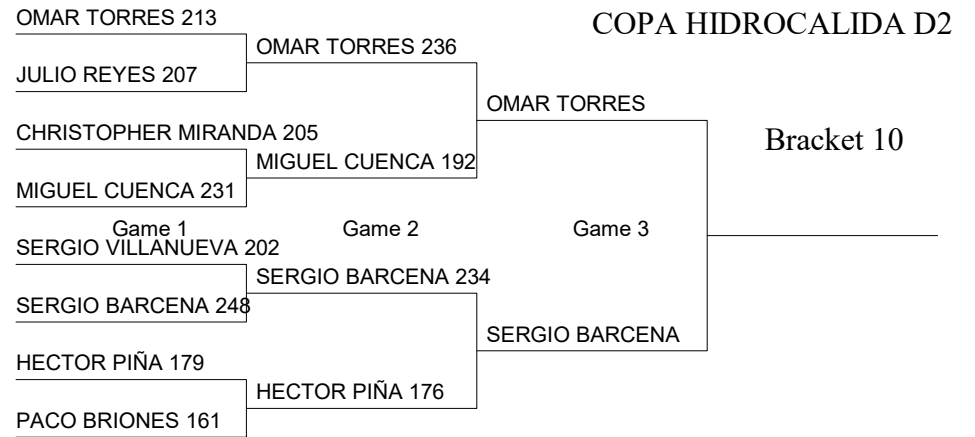 COPA HIDROCALIDA D2
Bracket 10
OMAR TORRES 213
JULIO REYES 207
CHRISTOPHER MIRANDA 205
MIGUEL CUENCA 231
Game 1
SERGIO VILLANUEVA 202
SERGIO BARCENA 248
HECTOR PIÑA 179
PACO BRIONES 161
OMAR TORRES 236
MIGUEL CUENCA 192
Game 2
SERGIO BARCENA 234
HECTOR PIÑA 176
OMAR TORRES
Game 3
SERGIO BARCENA